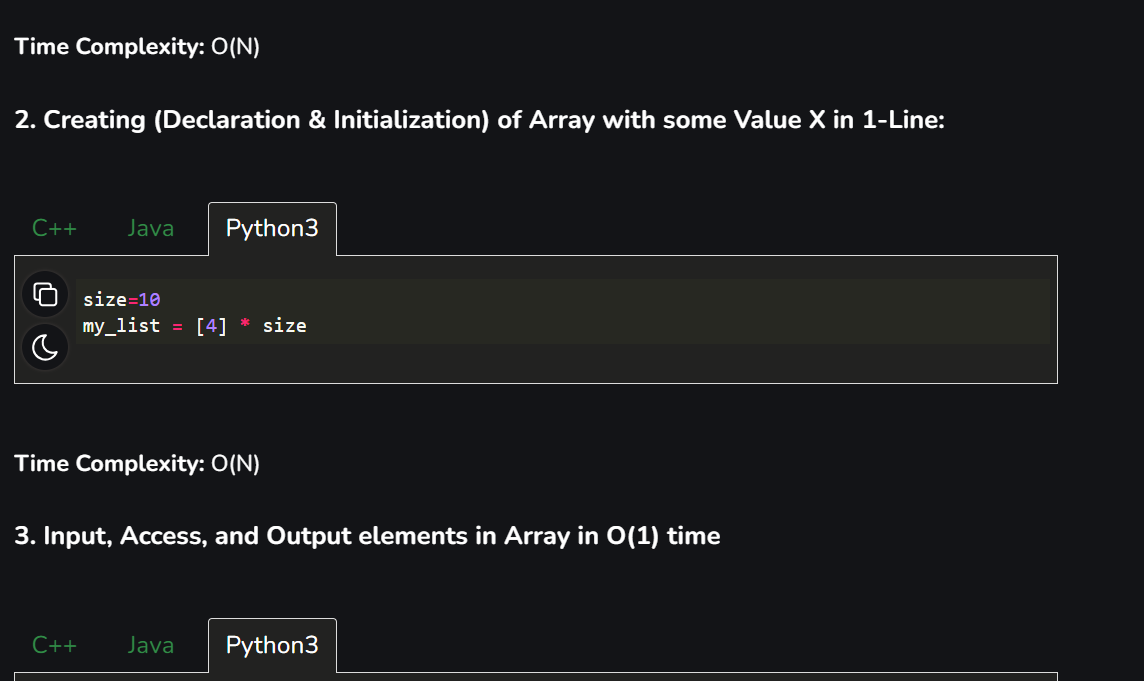 Time Complexity: O(N)
2. Creating (Declaration & Initialization) of Array with some Value X in 1-Line:
C++ Java Python3
size=10
my_list = [4] * size
Time Complexity: O(N)
3. Input, Access, and Output elements in Array in O(1) time
C++ Java Python3